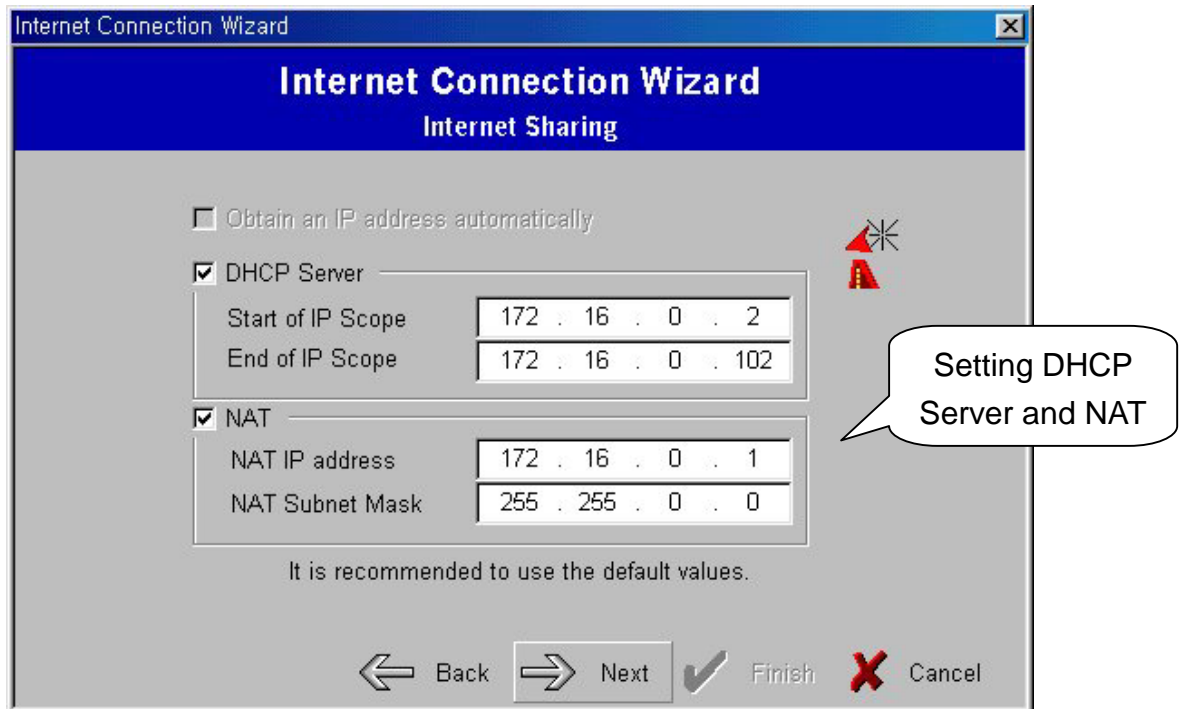 Internet Connection Wizard
Internet Connection Wizard
Internet Sharing
Obtain an IP address automatically
DHCP Server
Start of IP Scope 172 . 16 . 0 . 2
End of IP Scope 172 . 16 . 0 . 102
NAT
NAT IP address 172 . 16 . 0 . 1
NAT Subnet Mask 255 . 255 . 0 . 0
It is recommended to use the default values.
Back Next Finish Cancel
Setting DHCP
Server and NAT